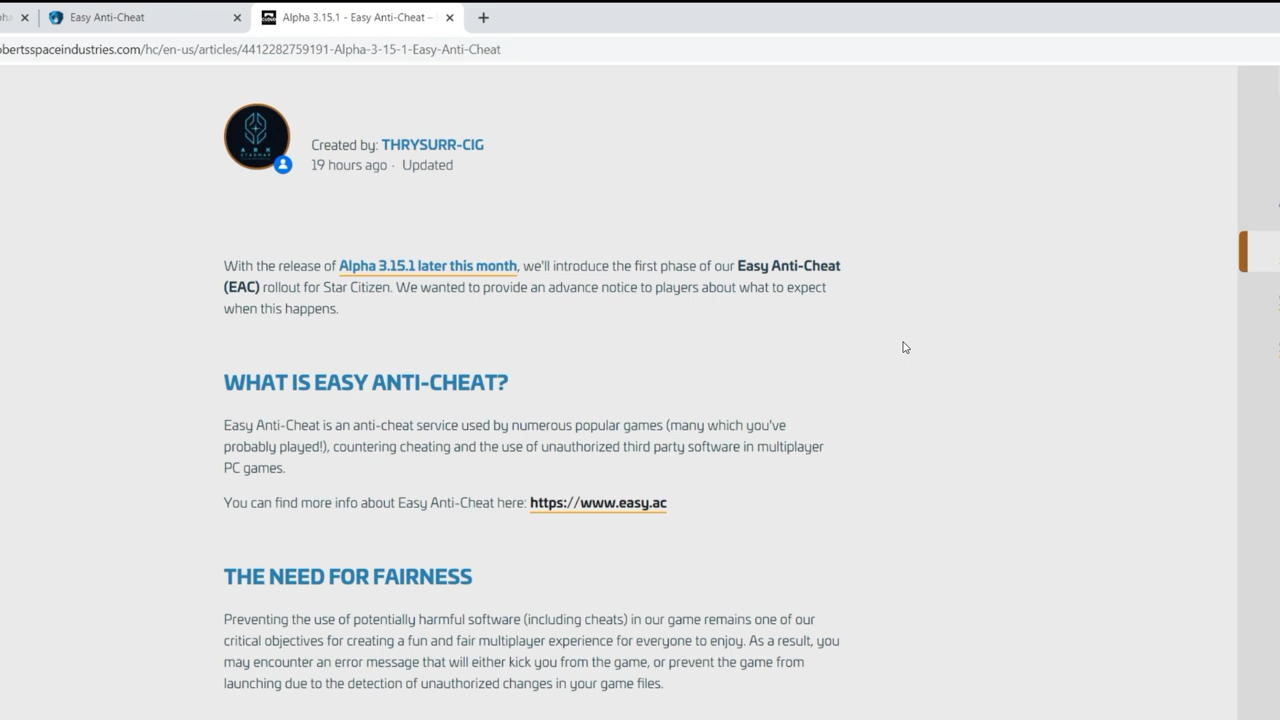 Easy Anti-Cheat
Alpha 3.15.1 - Easy Anti-Cheat –
obertsspaceindustries.com/hc/en-us/articles/4412282759191-Alpha-3-15-1-Easy-Anti-Cheat
Created by: THRYSURR-CIG
19 hours ago · Updated
With the release of Alpha 3.15.1 later this month, we'll introduce the first phase of our Easy Anti-Cheat
(EAC) rollout for Star Citizen. We wanted to provide an advance notice to players about what to expect
when this happens.
WHAT IS EASY ANTI-CHEAT?
Easy Anti-Cheat is an anti-cheat service used by numerous popular games (many which you've
probably played!), countering cheating and the use of unauthorized third party software in multiplayer
PC games.
You can find more info about Easy Anti-Cheat here: https://www.easy.ac
THE NEED FOR FAIRNESS
Preventing the use of potentially harmful software (including cheats) in our game remains one of our
critical objectives for creating a fun and fair multiplayer experience for everyone to enjoy. As a result, you
may encounter an error message that will either kick you from the game, or prevent the game from
launching due to the detection of unauthorized changes in your game files.